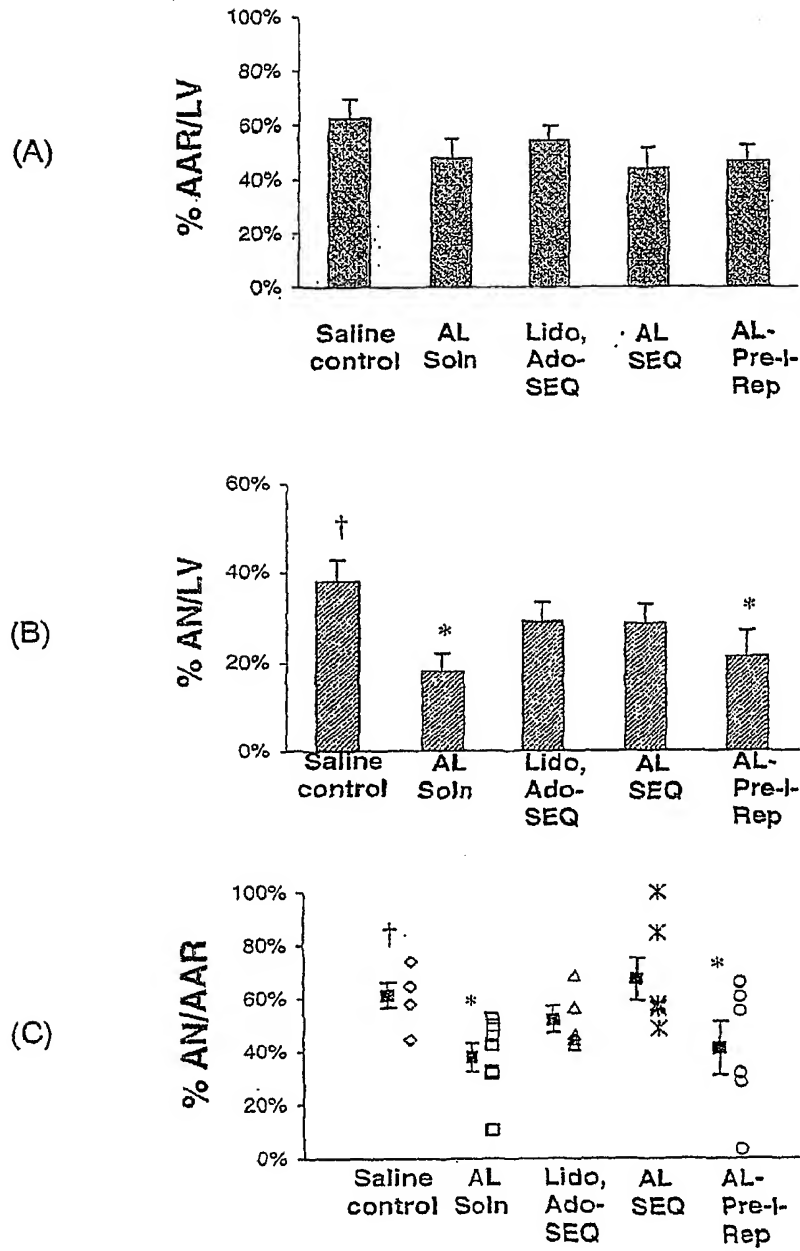 (A)
% AAR/LV
100%
80%
60%
40%
20%
0%
Saline control
AL Soln
Lido, Ado- SEQ
AL SEQ
AL- Pre-I- Rep
(B)
% AN/LV
60%
40%
20%
0%
†
*
*
Saline control
AL Soln
Lido, Ado- SEQ
AL SEQ
AL- Pre-I- Rep
(C)
% AN/AAR
100%
80%
60%
40%
20%
0%
†
*
*
Saline control
AL Soln
Lido, Ado- SEQ
AL SEQ
AL- Pre-I- Rep